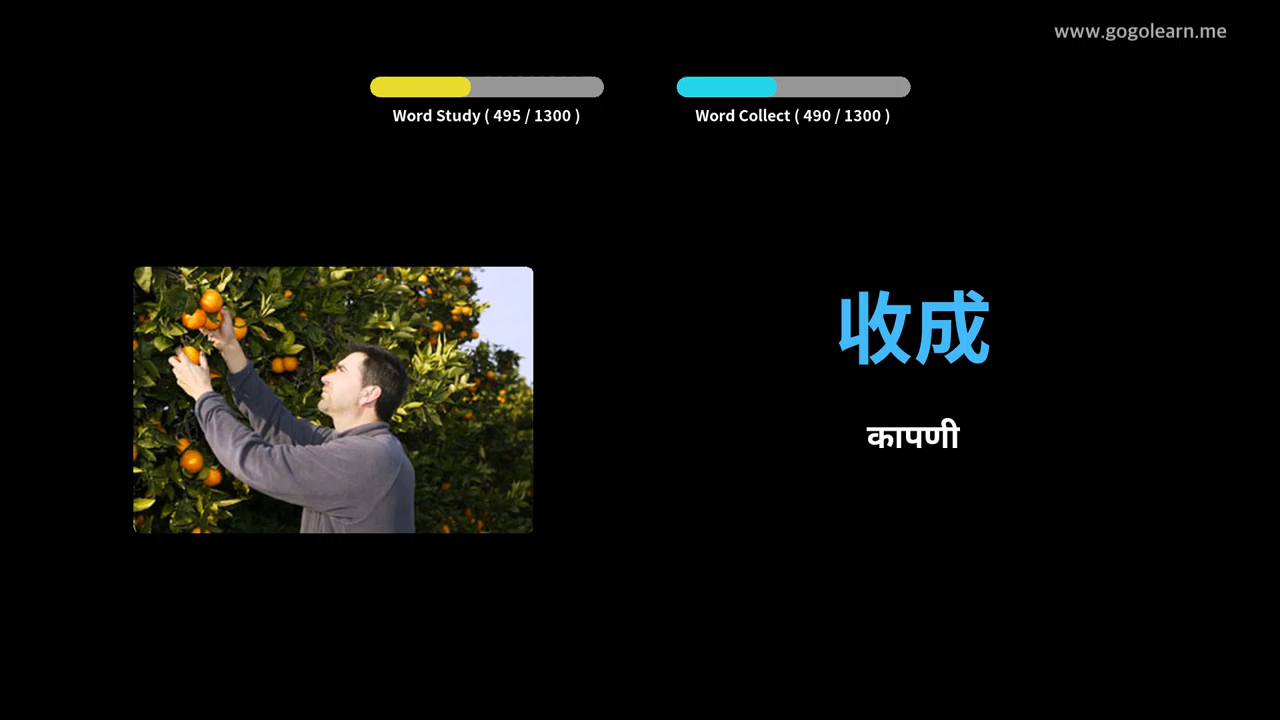 www.gogolearn.me
Word Study ( 495 / 1300 )
Word Collect ( 490 / 1300 )
收成
कापणी